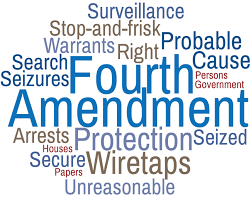 Surveillance
Stop-and-frisk
Warrants Right Probable
Search Cause
Seizures Fourth Persons
Government
Amendment
Arrests Protection Seized
Houses
Secure Wiretaps
Papers
Unreasonable